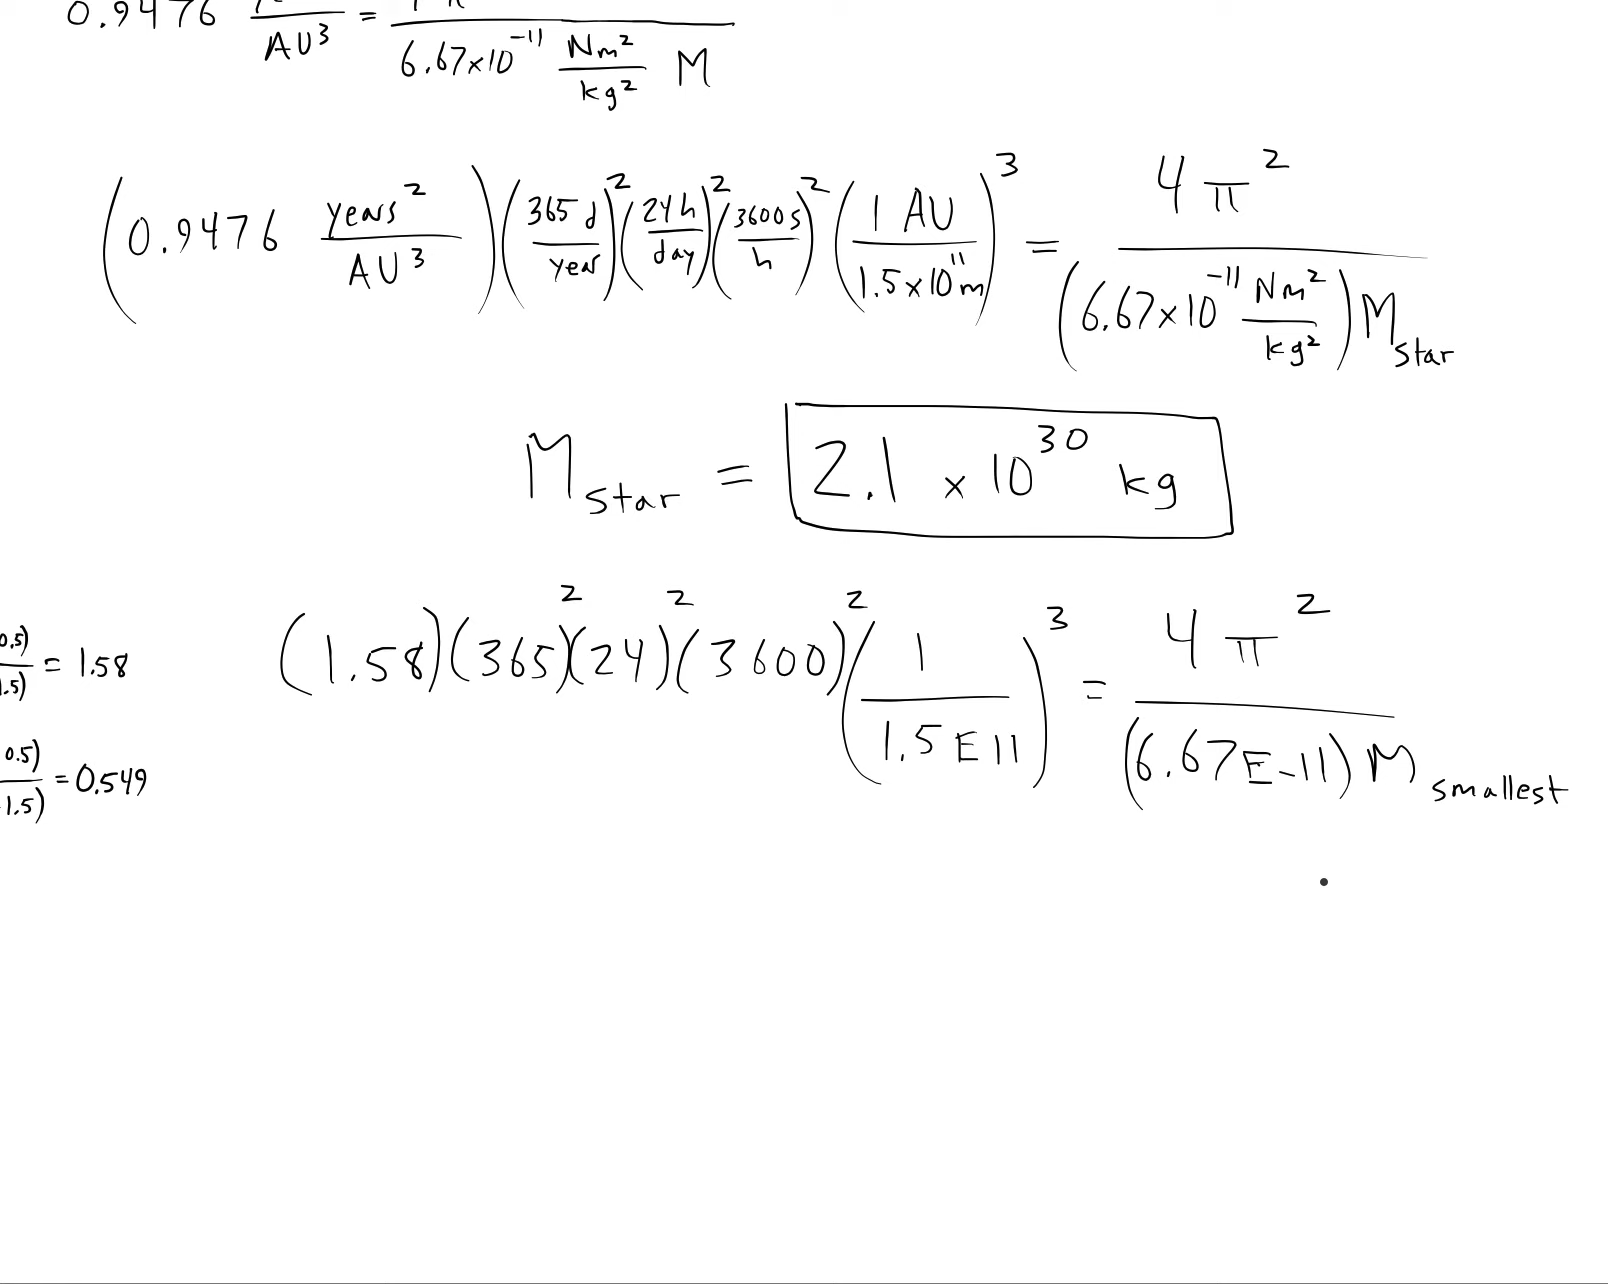 0.9476 /AU³ = /6.67×10⁻¹¹ Nm²/kg² M
(0.9476 years²/AU³)(365 d/year)²(24 h/day)²(3600 s/h)²(1 AU/1.5×10¹¹ m)³ = 4π²/(6.67×10⁻¹¹ Nm²/kg²) M star
M star = 2.1 × 10³⁰ kg
0.5)/1.5) = 1.58
(1.58)(365)²(24)²(3600)²(1/1.5E11)³ = 4π²/(6.67E-11) M smallest
0.5)/1.5) = 0.549